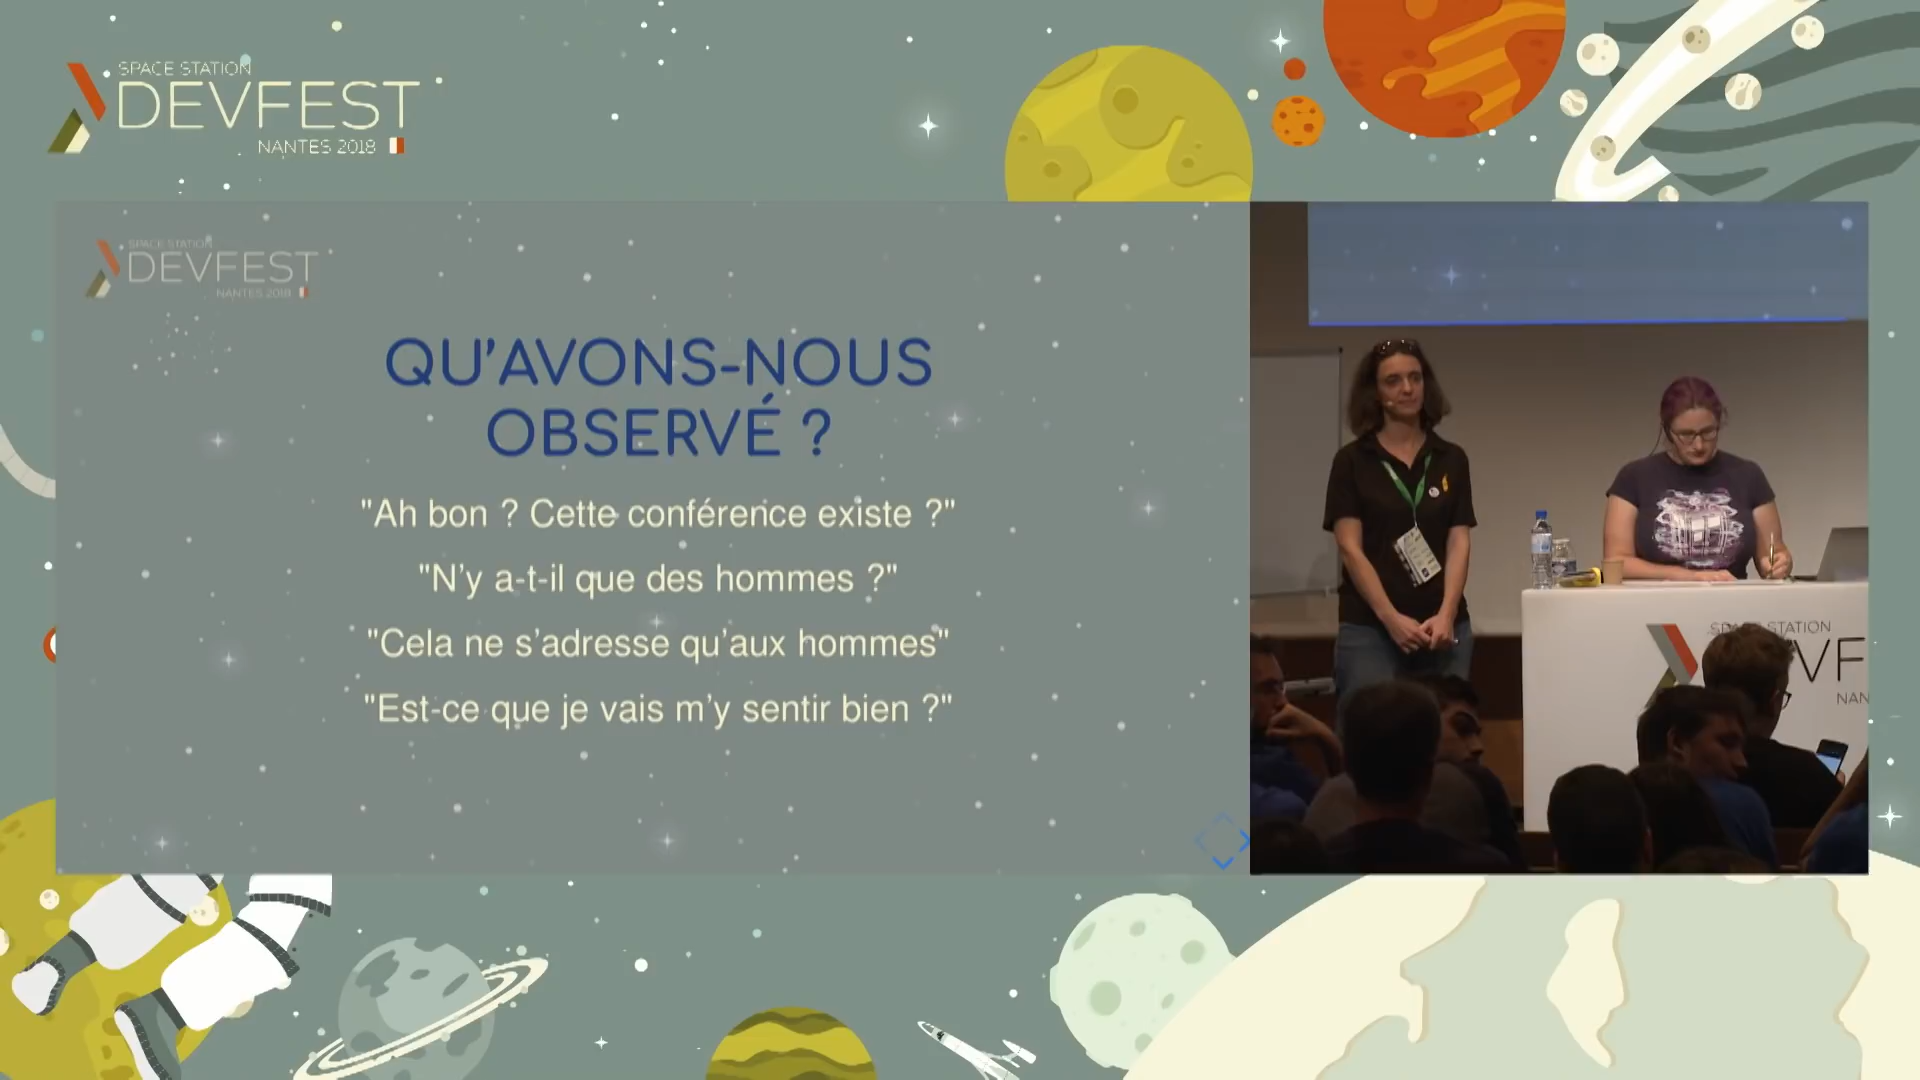 SPACE STATION
DEVFEST
NANTES 2018
SPACE STATION
DEVFEST
NANTES 2018
QU'AVONS-NOUS
OBSERVÉ ?
"Ah bon ? Cette conférence existe ?"
"N'y a-t-il que des hommes ?"
"Cela ne s'adresse qu'aux hommes"
"Est-ce que je vais m'y sentir bien ?"
STATION
VF
NAN